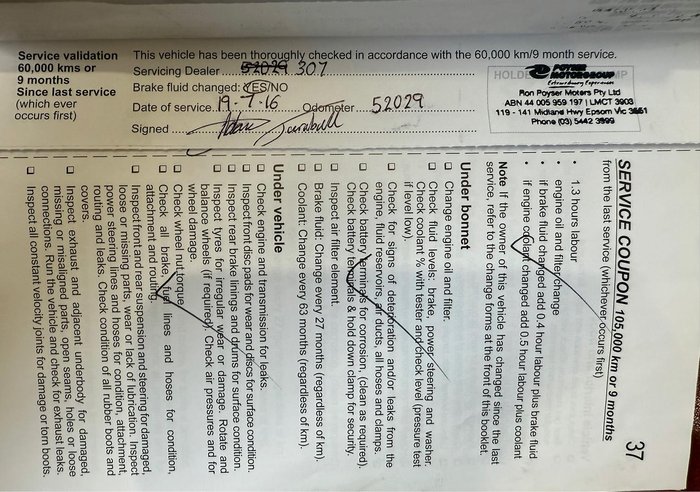 Service validation
60,000 kms or
9 months
Since last service
(which ever
occurs first)
This vehicle has been thoroughly checked in accordance with the 60,000 km/9 month service.
Servicing Dealer 52029 307
Brake fluid changed: YES/NO
Date of service 19-7-16 Odometer 52029
Signed
POYSER
MOTORGROUP
Extraordinary Experiences
Ron Poyser Motors Pty Ltd
ABN 44 005 959 197 | LMCT 3903
119 - 141 Midland Hwy Epsom Vic 3551
Phone (03) 5442 3999
37
SERVICE COUPON 105,000 km or 9 months
from the last service (whichever occurs first)
• 1.3 hours labour
• engine oil and filter change
• if brake fluid changed add 0.4 hour labour plus brake fluid
• if engine coolant changed add 0.5 hour labour plus coolant
Note If the owner of this vehicle has changed since the last
service, refer to the change forms at the front of this booklet.
Under bonnet
Change engine oil and filter.
Check fluid levels, brake, power steering and washer.
Check coolant % with tester and check level (pressure test
if level low).
Check for signs of deterioration and/or leaks from the
engine, fluid reservoirs, air ducts, all hoses and clamps.
Check battery terminals for corrosion, (clean as required).
Check battery terminals & hold down clamp for security.
Inspect air filter element.
Brake fluid: Change every 27 months (regardless of km).
Coolant: Change every 63 months (regardless of km).
Under vehicle
Check engine and transmission for leaks.
Inspect front disc pads for wear and discs for surface condition.
Inspect rear brake linings and drums for surface condition.
Inspect tyres for irregular wear or damage. Rotate and
balance wheels (if required). Check air pressures and for
wheel damage.
Check wheel nut torque.
Check all brake, fuel lines and hoses for condition,
attachment and routing.
Inspect front and rear suspension and steering for damaged,
loose or missing parts, wear or lack of lubrication. Inspect
power steering lines and hoses for condition, attachment,
routing and leaks. Check condition of all rubber boots and
covers.
Inspect exhaust and adjacent underbody for damaged,
missing or misaligned parts, open seams, holes or loose
connections. Run the vehicle and check for exhaust leaks.
Inspect all constant velocity joints for damage or torn boots.